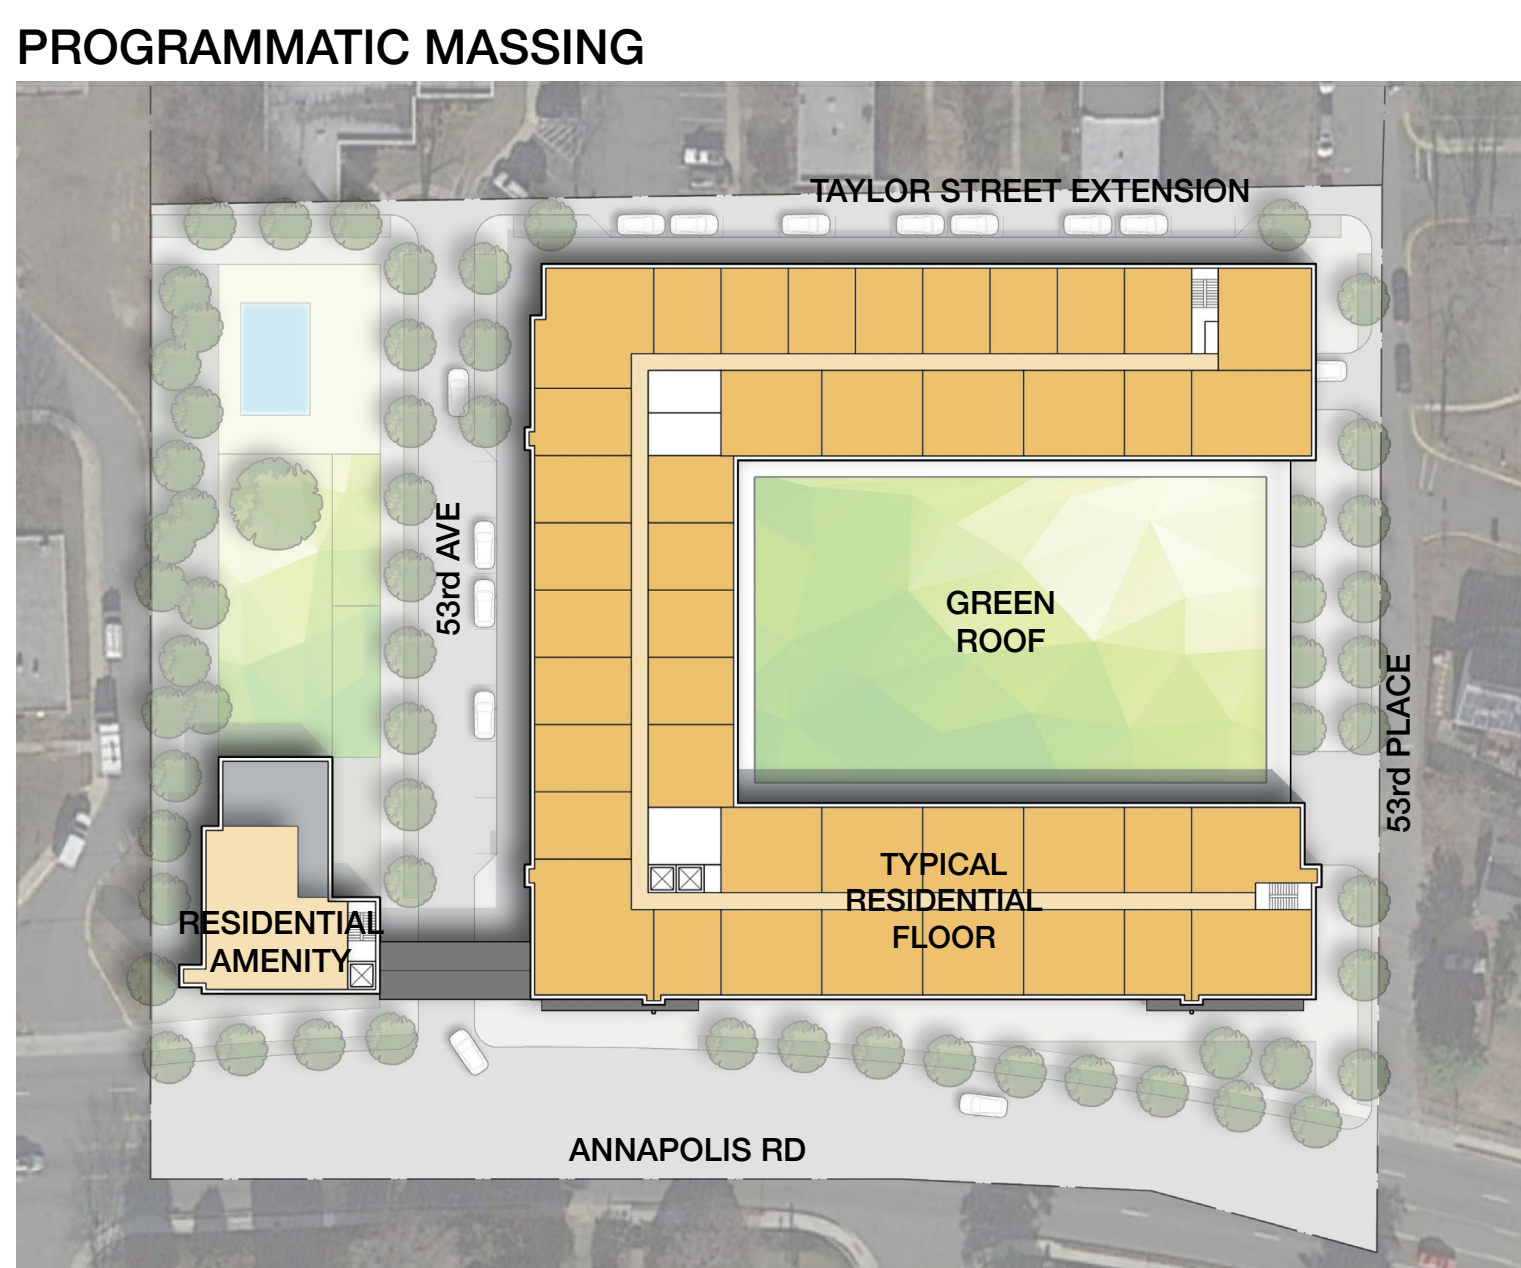 PROGRAMMATIC MASSING
TAYLOR STREET EXTENSION
53rd AVE
GREEN
ROOF
53rd PLACE
TYPICAL
RESIDENTIAL
FLOOR
RESIDENTIAL
AMENITY
ANNAPOLIS RD